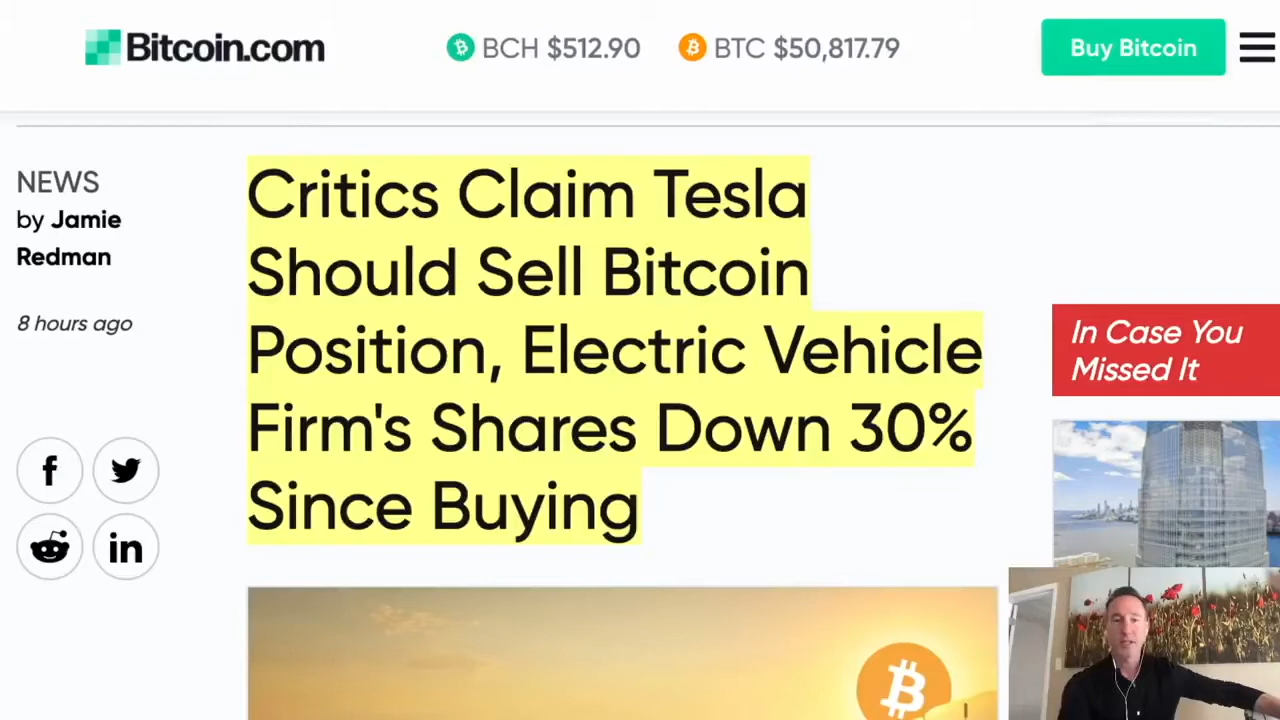 Bitcoin.com
BCH $512.90
BTC $50,817.79
Buy Bitcoin
NEWS
by Jamie
Redman
8 hours ago
Critics Claim Tesla
Should Sell Bitcoin
Position, Electric Vehicle
Firm's Shares Down 30%
Since Buying
In Case You
Missed It